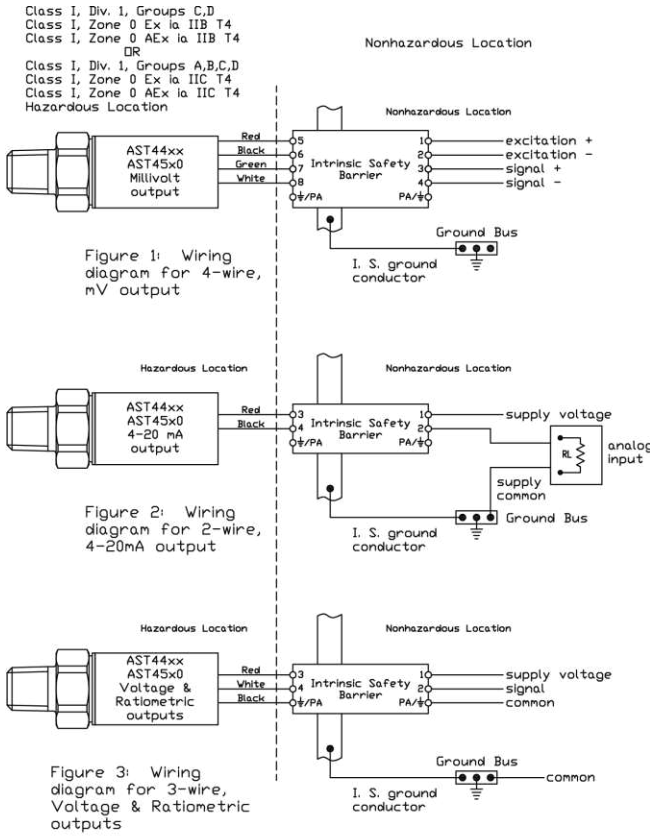 Class I, Div. 1, Groups C,D
Class I, Zone 0 Ex ia IIB T4
Class I, Zone 0 AEx ia IIB T4
OR
Class I, Div. 1, Groups A,B,C,D
Class I, Zone 0 Ex ia IIC T4
Class I, Zone 0 AEx ia IIC T4
Hazardous Location
Nonhazardous Location
Nonhazardous Location
AST44xx
AST45x0
Millivolt
output
Red
Black
Green
White
5
6
7
8
⏚/PA
Intrinsic Safety
Barrier
1
2
3
4
PA/⏚
excitation +
excitation -
signal +
signal -
Ground Bus
I. S. ground
conductor
Figure 1: Wiring
diagram for 4-wire,
mV output
Hazardous Location
Nonhazardous Location
AST44xx
AST45x0
4-20 mA
output
Red
Black
3
4
⏚/PA
Intrinsic Safety
Barrier
1
2
PA/⏚
supply voltage
RL
analog
input
supply
common
Ground Bus
I. S. ground
conductor
Figure 2: Wiring
diagram for 2-wire,
4-20mA output
Hazardous Location
Nonhazardous Location
AST44xx
AST45x0
Voltage &
Ratiometric
outputs
Red
White
Black
3
4
⏚/PA
Intrinsic Safety
Barrier
1
2
PA/⏚
supply voltage
signal
common
Ground Bus
common
I. S. ground
conductor
Figure 3: Wiring
diagram for 3-wire,
Voltage & Ratiometric
outputs